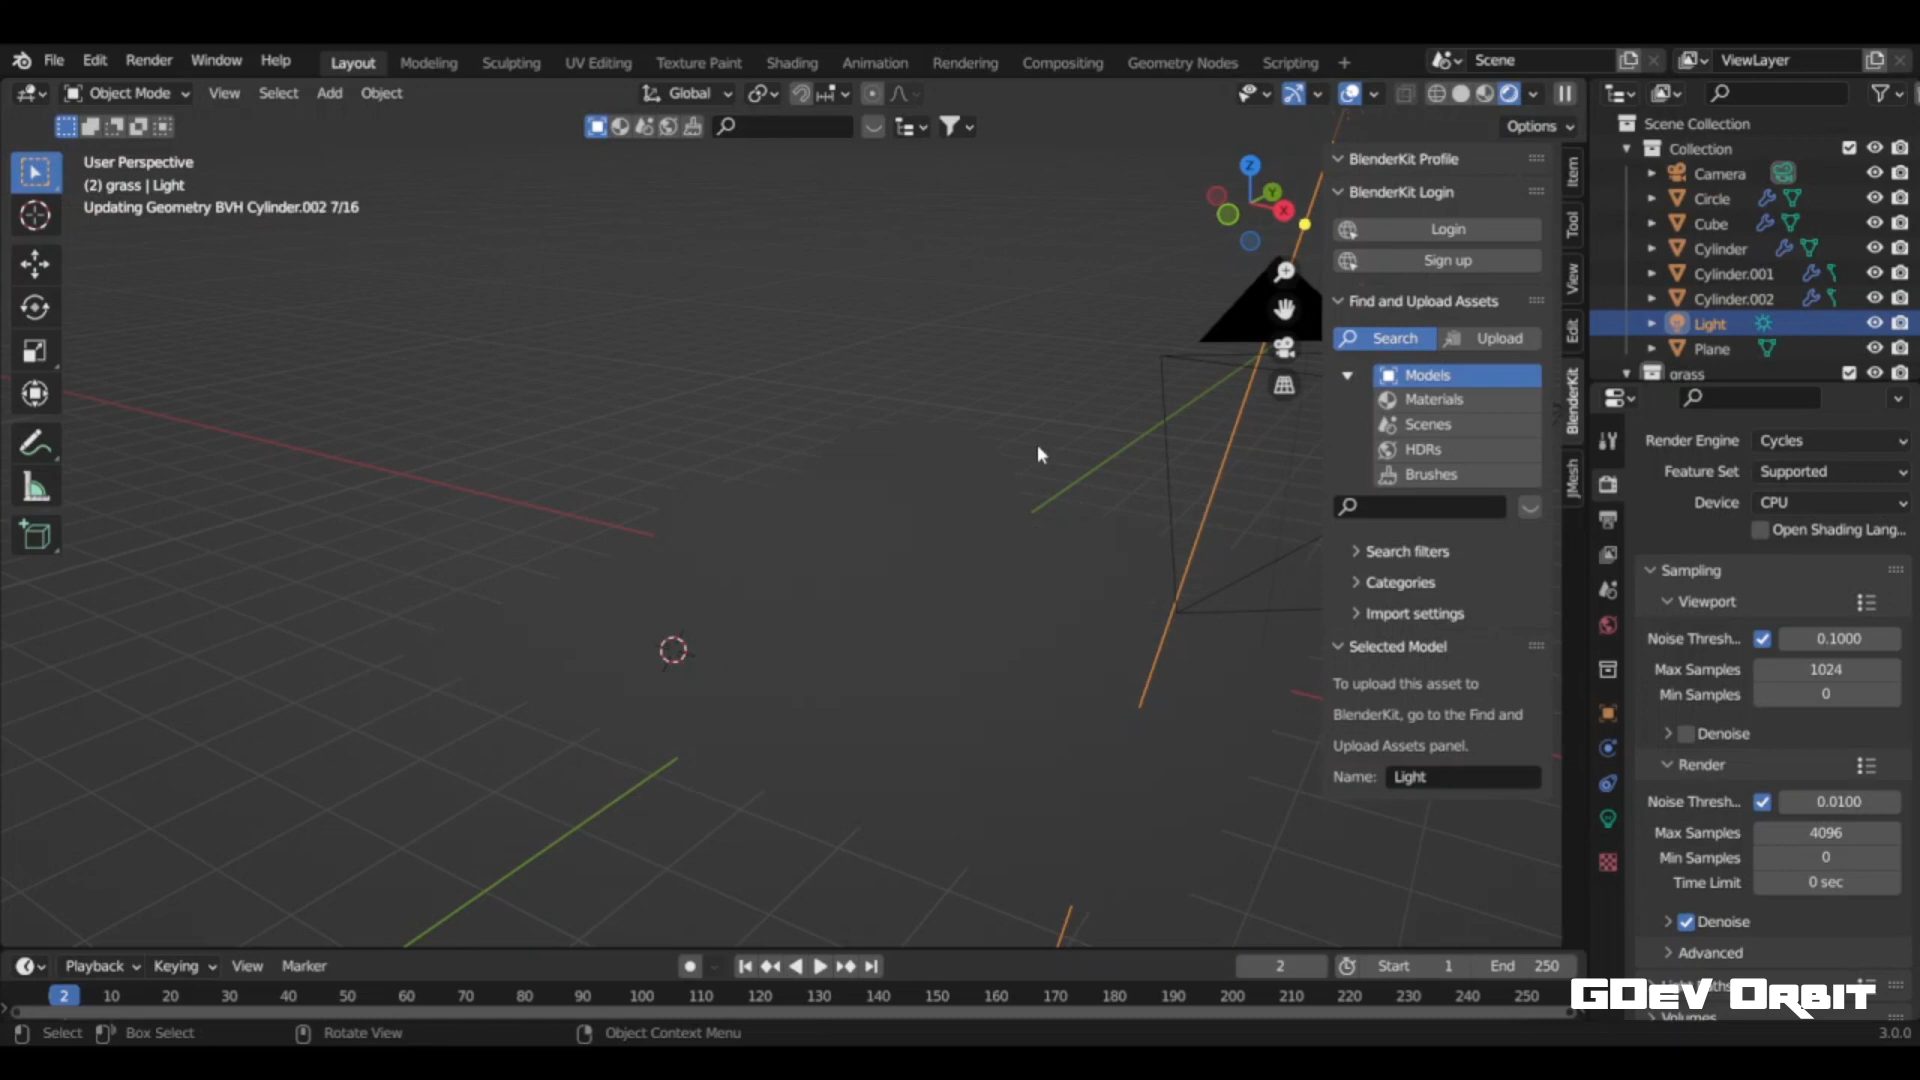 File Edit Render Window Help Layout Modeling Sculpting UV Editing Texture Paint Shading Animation Rendering Compositing Geometry Nodes Scripting + Scene ViewLayer
Object Mode View Select Add Object Global
Options
User Perspective
(2) grass | Light
Updating Geometry BVH Cylinder.002 7/16
Z
Y
X
BlenderKit Profile
BlenderKit Login
Login
Sign up
Find and Upload Assets
Search Upload
Models
Materials
Scenes
HDRs
Brushes
Search filters
Categories
Import settings
Selected Model
To upload this asset to
BlenderKit, go to the Find and
Upload Assets panel.
Name: Light
Item
Tool
View
Edit
BlenderKit
JMesh
Scene Collection
Collection
Camera
Circle
Cube
Cylinder
Cylinder.001
Cylinder.002
Light
Plane
grass
Render Engine Cycles
Feature Set Supported
Device CPU
Open Shading Lang...
Sampling
Viewport
Noise Thresh... 0.1000
Max Samples 1024
Min Samples 0
Denoise
Render
Noise Thresh... 0.0100
Max Samples 4096
Min Samples 0
Time Limit 0 sec
Denoise
Advanced
Playback Keying View Marker 2 Start 1 End 250
2 10 20 30 40 50 60 70 80 90 100 110 120 130 140 150 160 170 180 190 200 210 220 230 240 250
GDev Orbit
Select Box Select Rotate View Object Context Menu 3.0.0